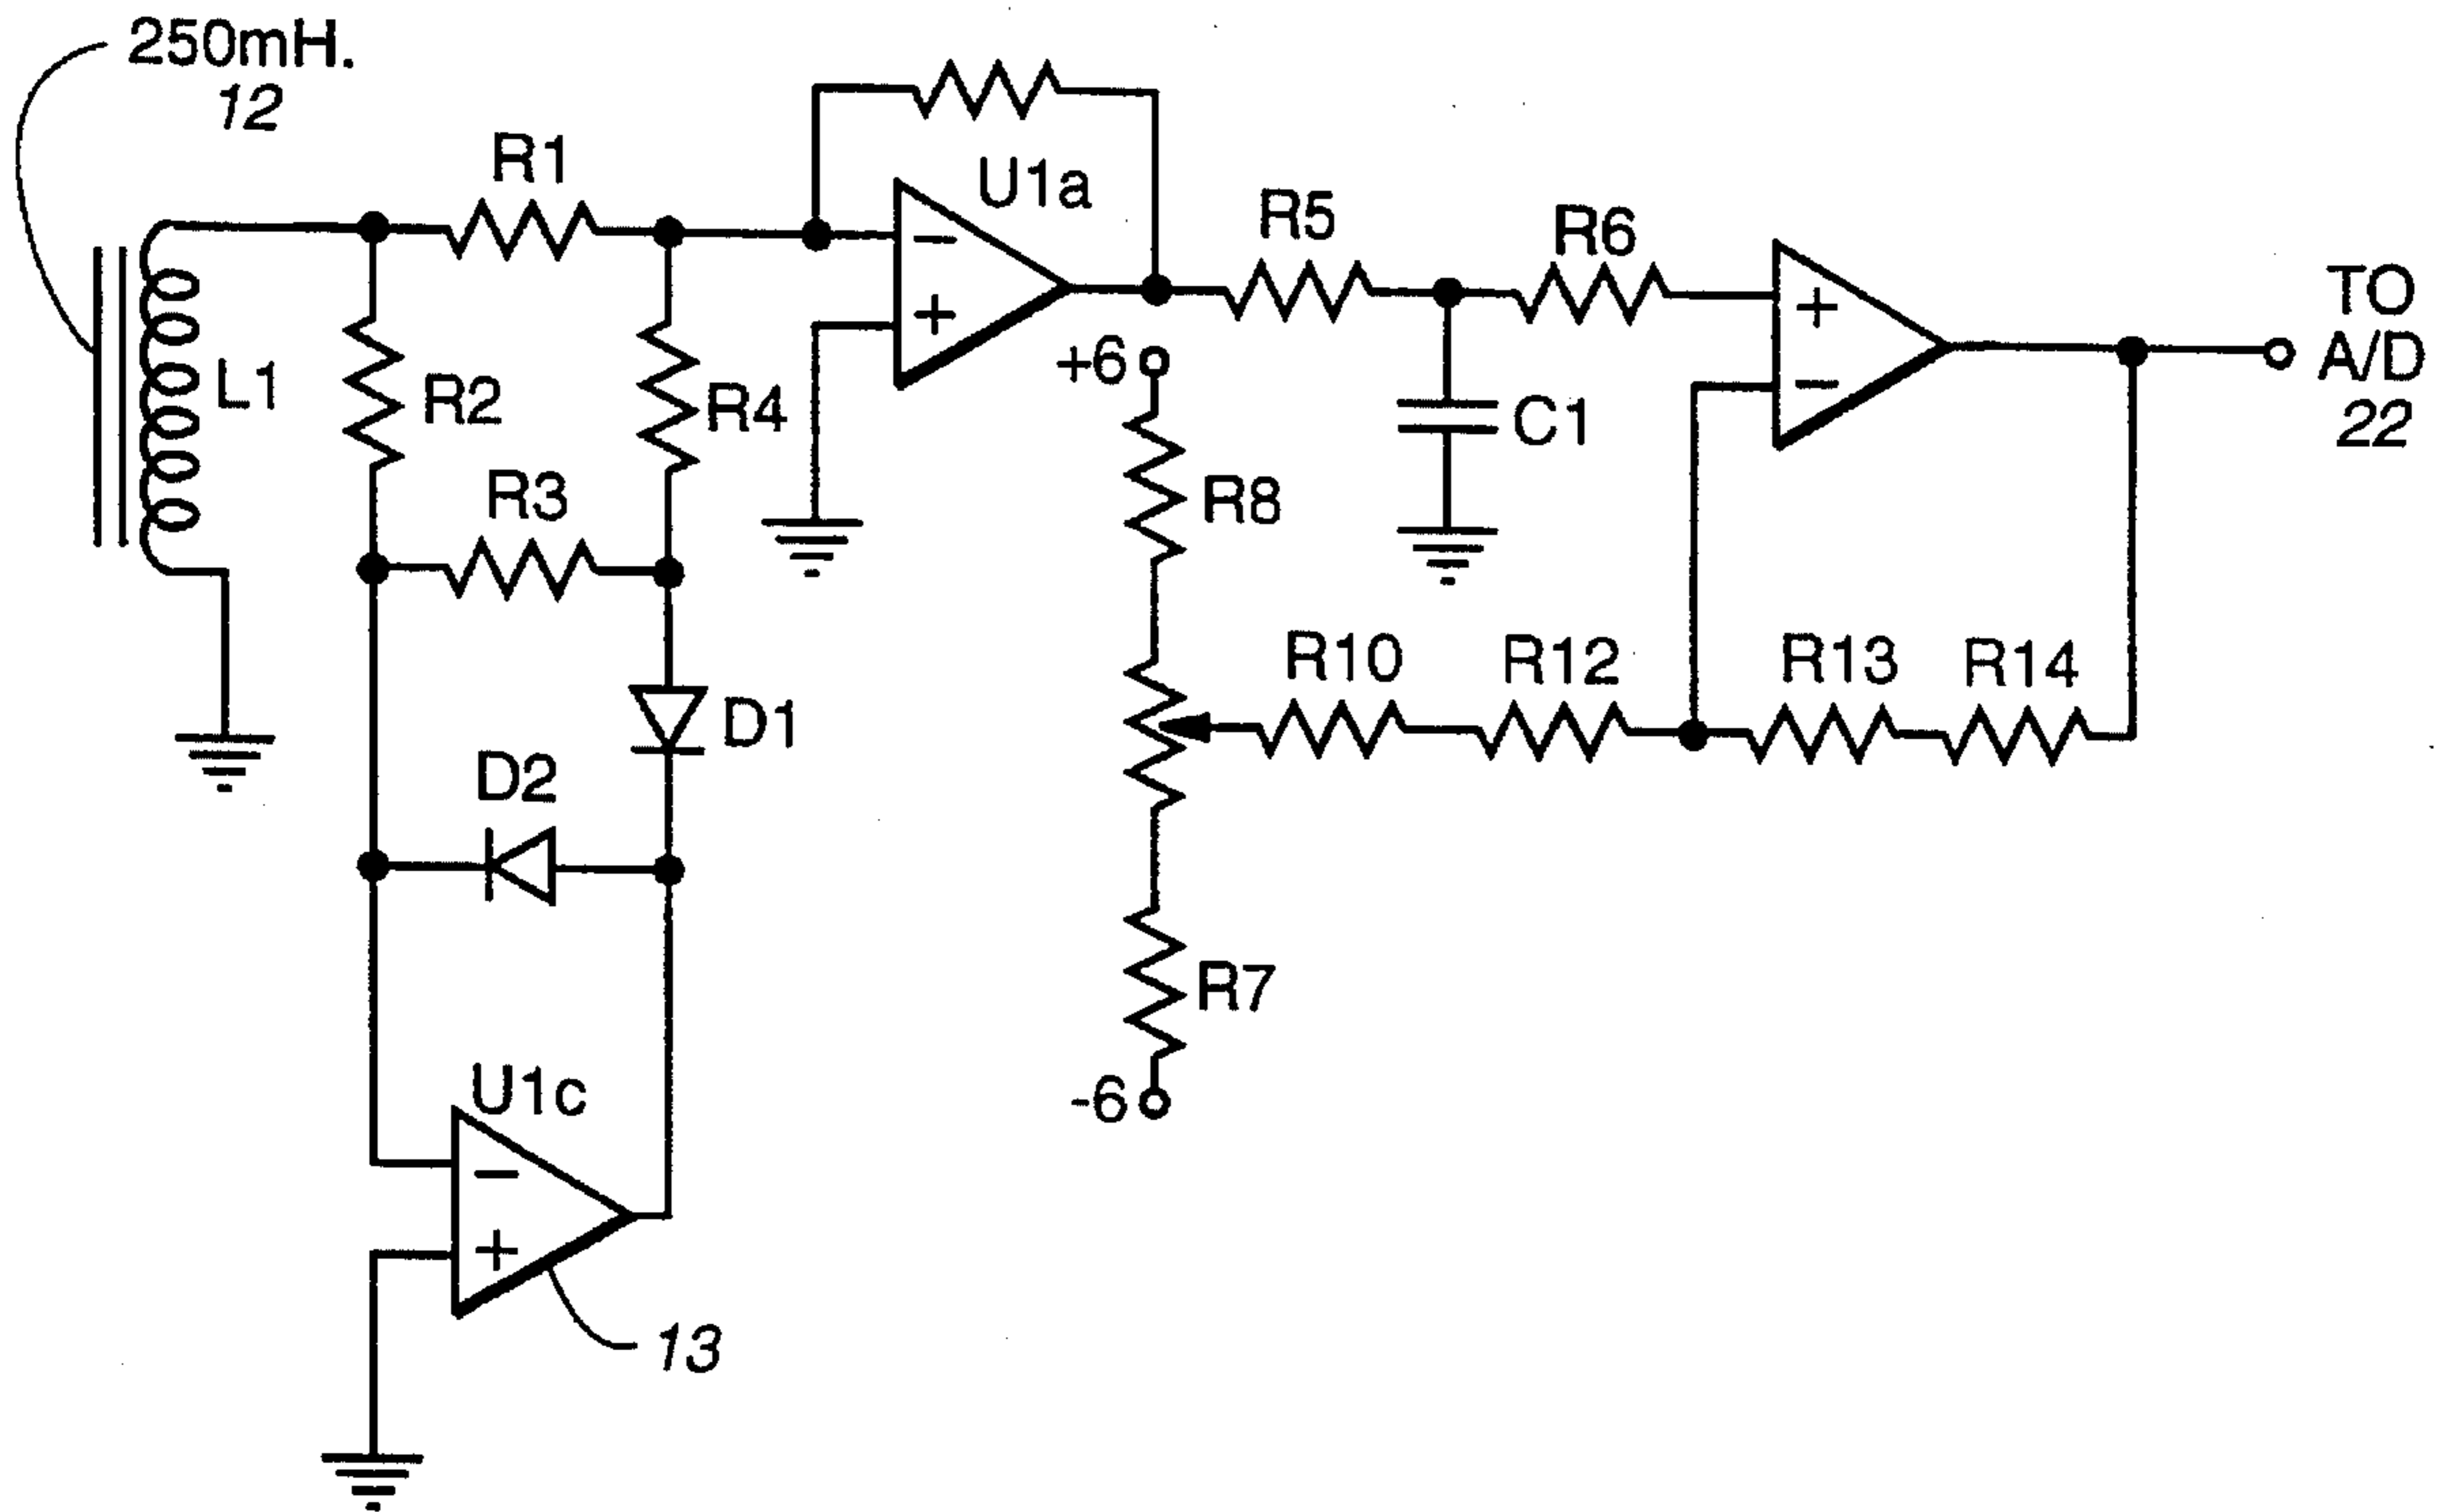 250mH.
12
R1
U1a
R5
R6
TO
A/D
22
+6
L1
R2
R4
C1
R3
R8
R10
R12
R13
R14
D1
D2
R7
U1c
-6
13